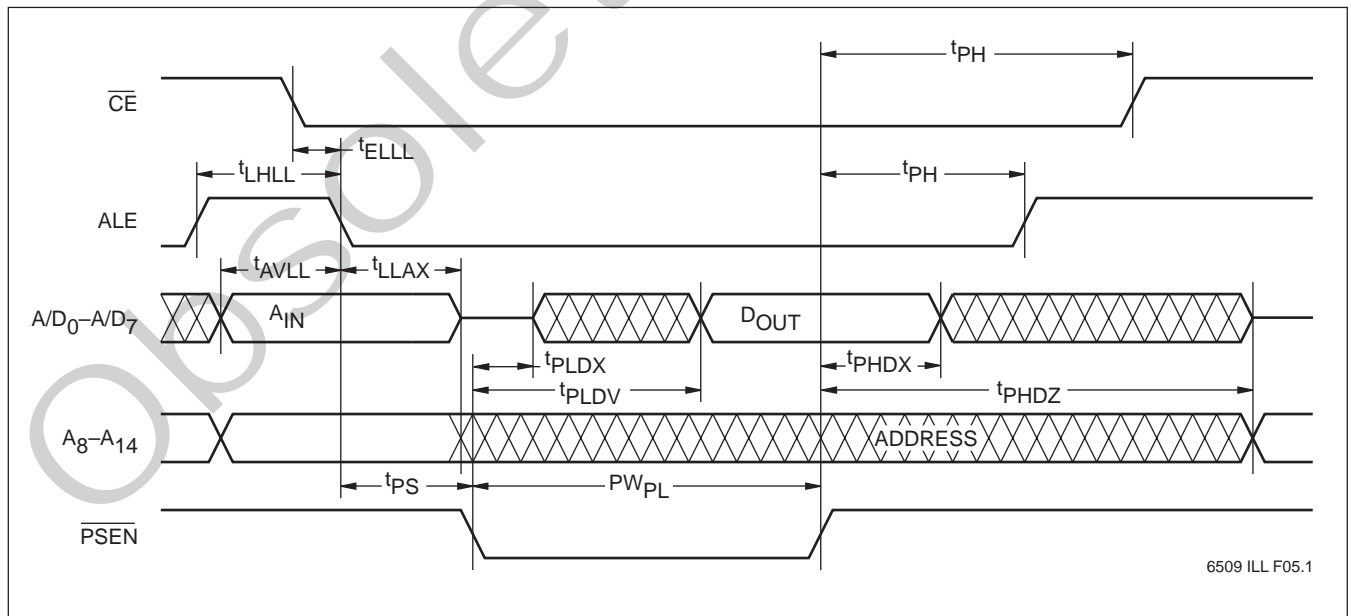 tPH
CE
tELLL
tLHLL
tPH
ALE
tAVLL
tLLAX
A/D0–A/D7
AIN
DOUT
tPLDX
tPHDX
tPLDV
tPHDZ
A8–A14
ADDRESS
tPS
PWPL
PSEN
6509 ILL F05.1
Obsolet